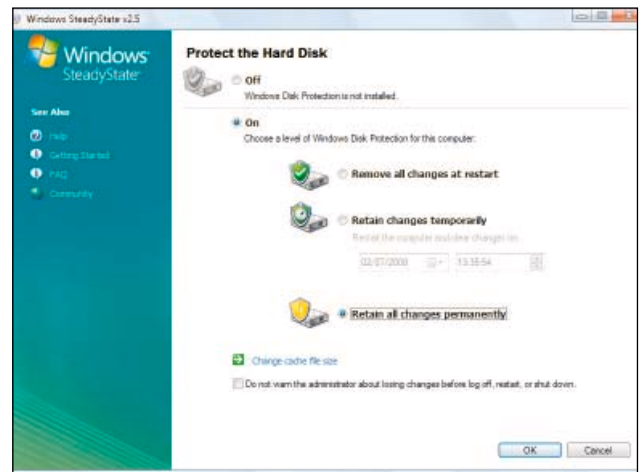 Windows SteadyState v2.5
Windows
SteadyState
Protect the Hard Disk
Off
Windows Disk Protection is not installed.
See Also
Help
Getting Started
FAQ
Community
On
Choose a level of Windows Disk Protection for this computer:
Remove all changes at restart
Retain changes temporarily
Restart the computer and clear changes on:
02/07/2008
13:35:54
Retain all changes permanently
Change cache file size
Do not warn the administrator about losing changes before log off, restart, or shut down.
OK
Cancel